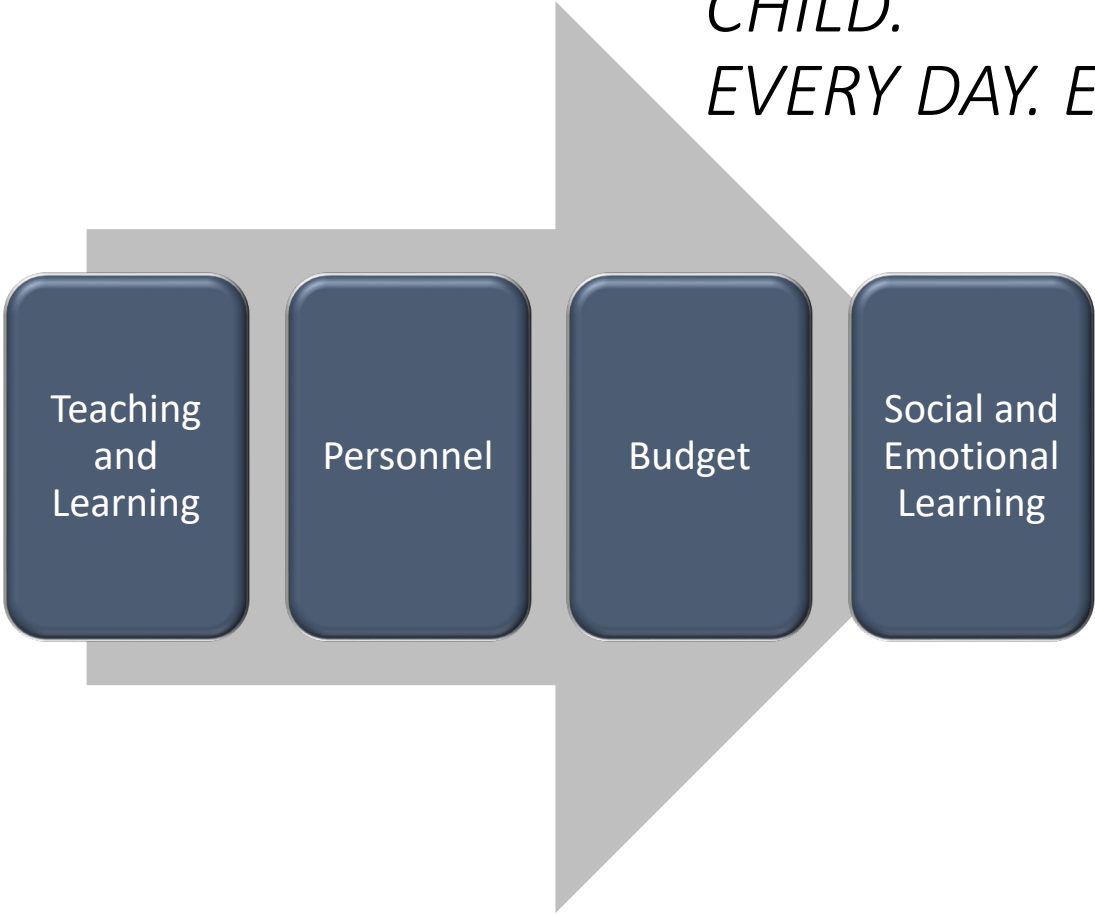 CHILD.
EVERY DAY. E
Teaching
and
Learning
Personnel
Budget
Social and
Emotional
Learning